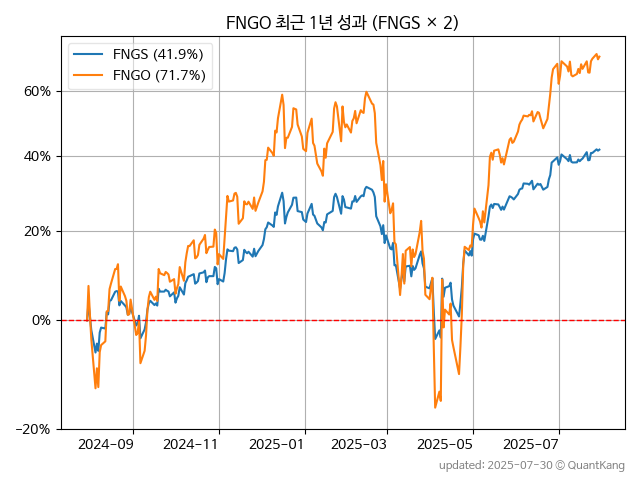 FNGO 최근 1년 성과 (FNGS × 2)
FNGS (41.9%)
FNGO (71.7%)
60%
40%
20%
0%
−20%
2024-09 2024-11 2025-01 2025-03 2025-05 2025-07
updated: 2025-07-30 © QuantKang